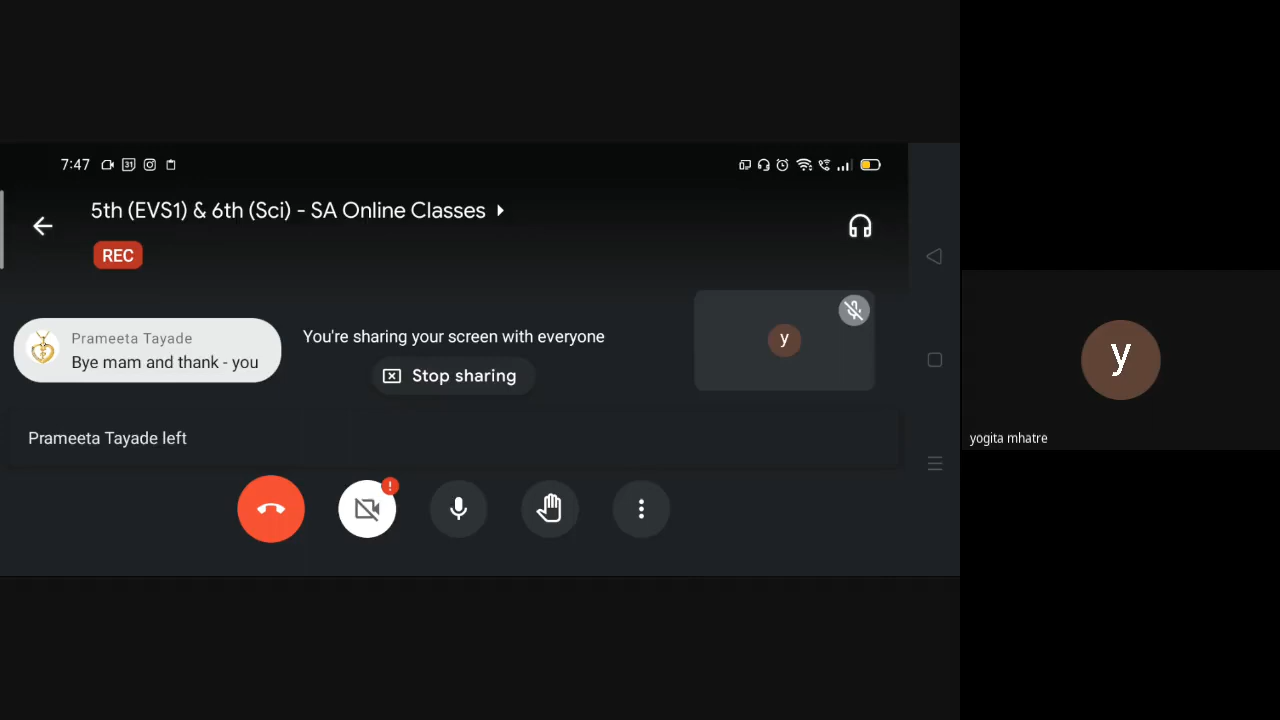 7:47
31
5th (EVS1) & 6th (Sci) - SA Online Classes
REC
Prameeta Tayade
Bye mam and thank - you
You're sharing your screen with everyone
Stop sharing
y
Prameeta Tayade left
!
y
yogita mhatre